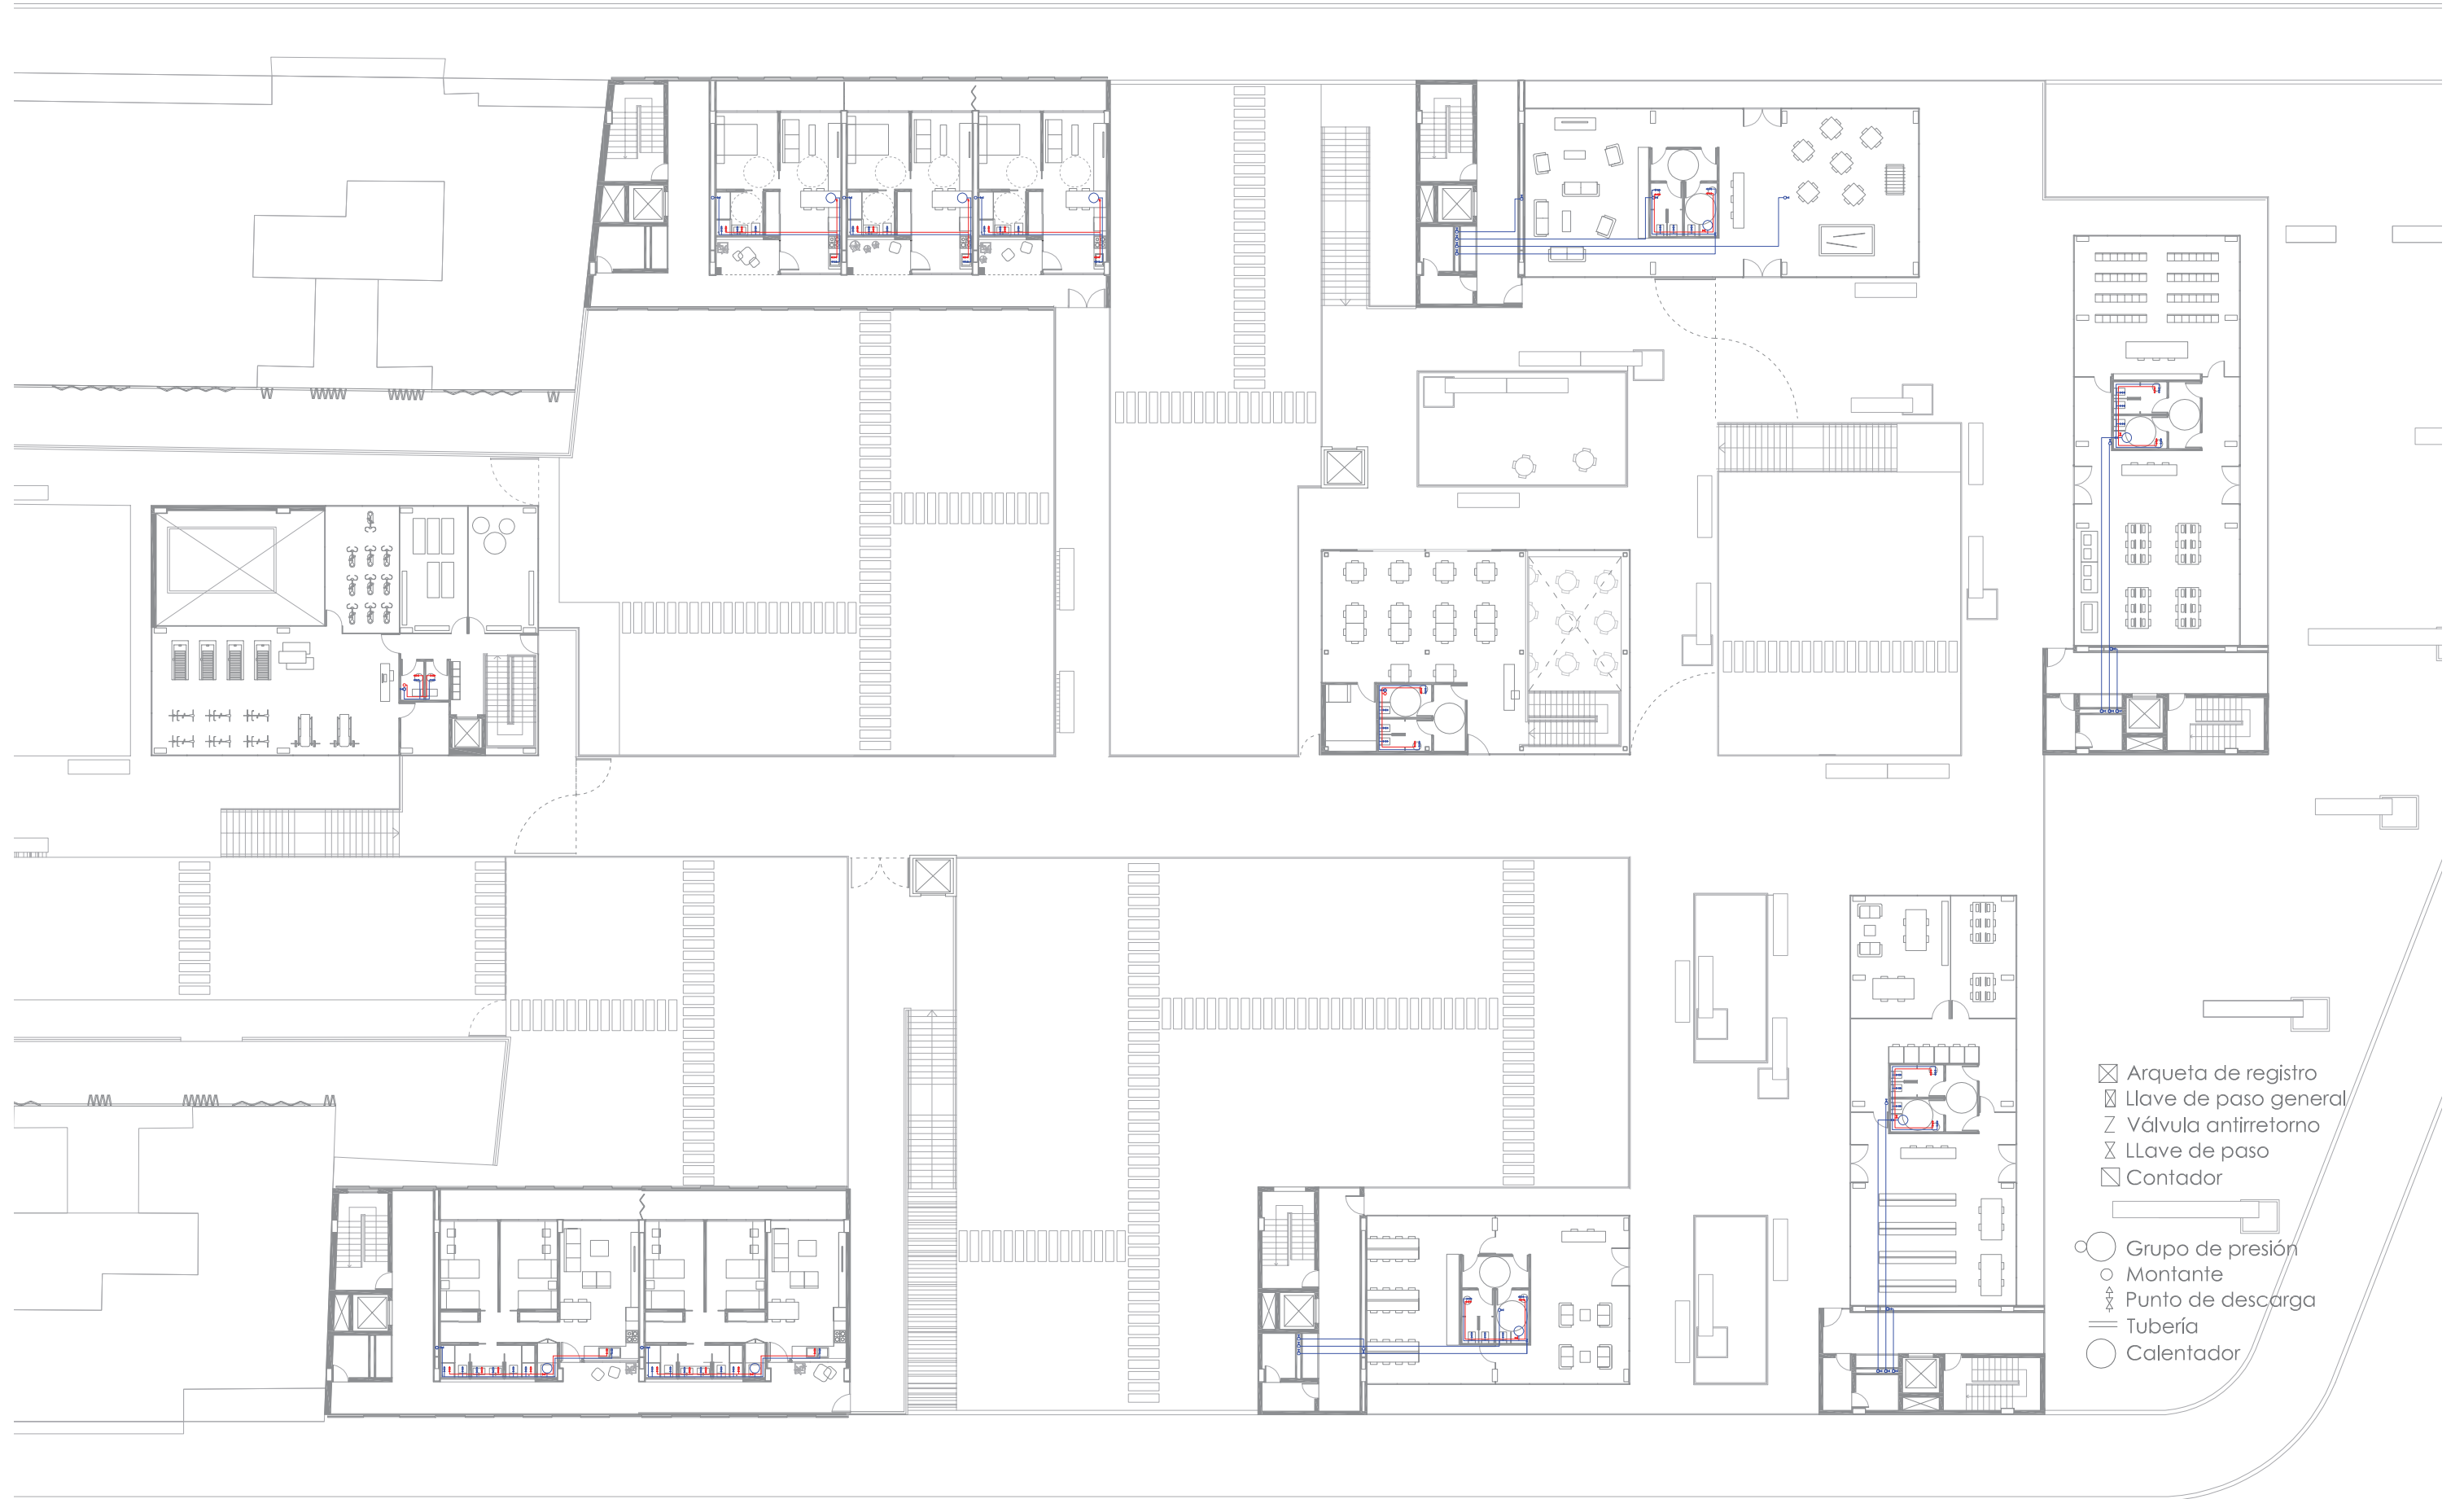 Arqueta de registro
Llave de paso general
Válvula antirretorno
LLave de paso
Contador
Grupo de presión
Montante
Punto de descarga
Tubería
Calentador